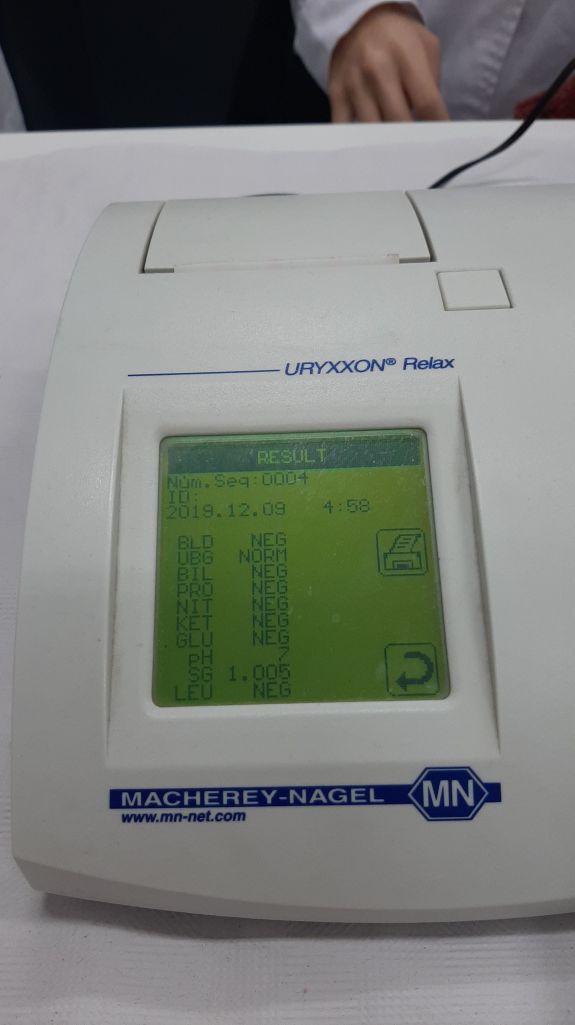 URYXXON® Relax
RESULT
Núm.Seq:0004
ID:
2019.12.09 4:58
BLD NEG
UBG NORM
BIL NEG
PRO NEG
NIT NEG
KET NEG
GLU NEG
pH 7
SG 1.005
LEU NEG
MACHEREY-NAGEL MN
www.mn-net.com